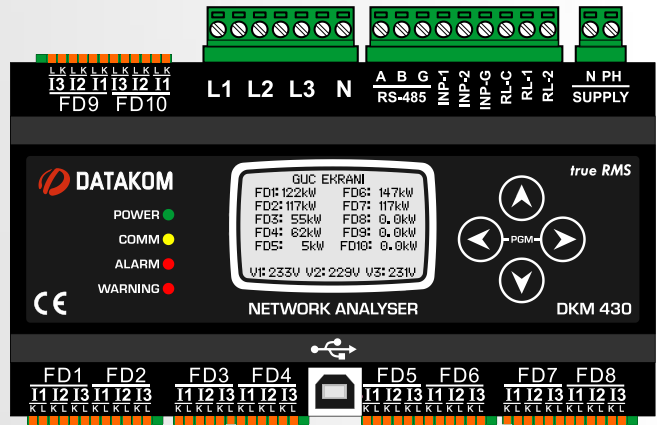 L K L K L K L K L K L K
I3 I2 I1 I3 I2 I1
FD9 FD10
L1 L2 L3 N
A B G
RS-485
INP-1
INP-2
INP-G
RL-C
RL-1
RL-2
N PH
SUPPLY
DATAKOM
true RMS
POWER
COMM
ALARM
WARNING
CE
GUC EKRANI
FD1: 122kW FD6: 147kW
FD2: 117kW FD7: 117kW
FD3: 55kW FD8: 0.0kW
FD4: 62kW FD9: 0.0kW
FD5: 5kW FD10: 0.0kW
V1: 233V V2: 229V V3: 231V
PGM
NETWORK ANALYSER
DKM 430
FD1 FD2 FD3 FD4 FD5 FD6 FD7 FD8
I1 I2 I3 I1 I2 I3 I1 I2 I3 I1 I2 I3 I1 I2 I3 I1 I2 I3 I1 I2 I3 I1 I2 I3
K L K L K L K L K L K L K L K L K L K L K L K L K L K L K L K L K L K L K L K L K L K L K L K L